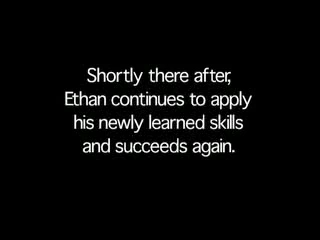 Shortly there after,
Ethan continues to apply
his newly learned skills
and succeeds again.